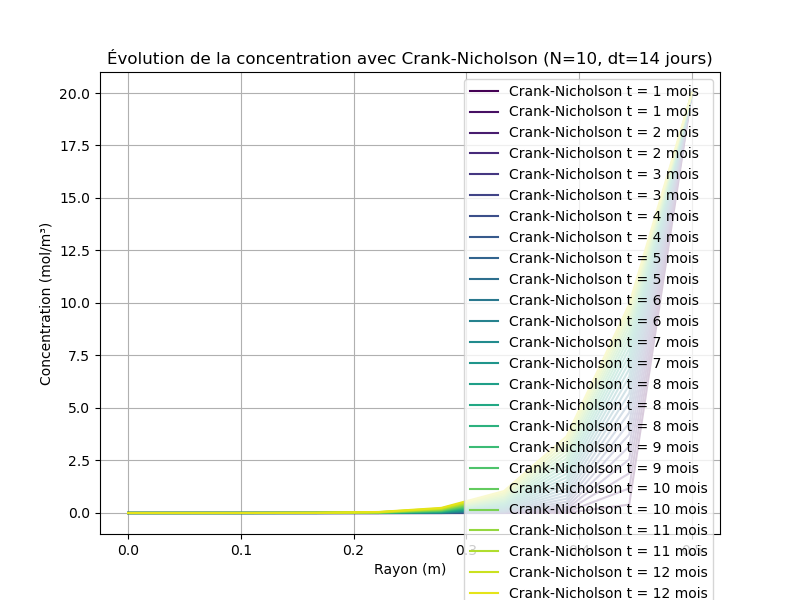 Évolution de la concentration avec Crank-Nicholson (N=10, dt=14 jours)
20.0
17.5
15.0
12.5
10.0
7.5
5.0
2.5
0.0
Concentration (mol/m³)
Crank-Nicholson t = 1 mois
Crank-Nicholson t = 1 mois
Crank-Nicholson t = 2 mois
Crank-Nicholson t = 2 mois
Crank-Nicholson t = 3 mois
Crank-Nicholson t = 3 mois
Crank-Nicholson t = 4 mois
Crank-Nicholson t = 4 mois
Crank-Nicholson t = 5 mois
Crank-Nicholson t = 5 mois
Crank-Nicholson t = 6 mois
Crank-Nicholson t = 6 mois
Crank-Nicholson t = 7 mois
Crank-Nicholson t = 7 mois
Crank-Nicholson t = 8 mois
Crank-Nicholson t = 8 mois
Crank-Nicholson t = 8 mois
Crank-Nicholson t = 9 mois
Crank-Nicholson t = 9 mois
Crank-Nicholson t = 10 mois
Crank-Nicholson t = 10 mois
Crank-Nicholson t = 11 mois
Crank-Nicholson t = 11 mois
Crank-Nicholson t = 12 mois
Crank-Nicholson t = 12 mois
0.0 0.1 0.2 0.3
Rayon (m)